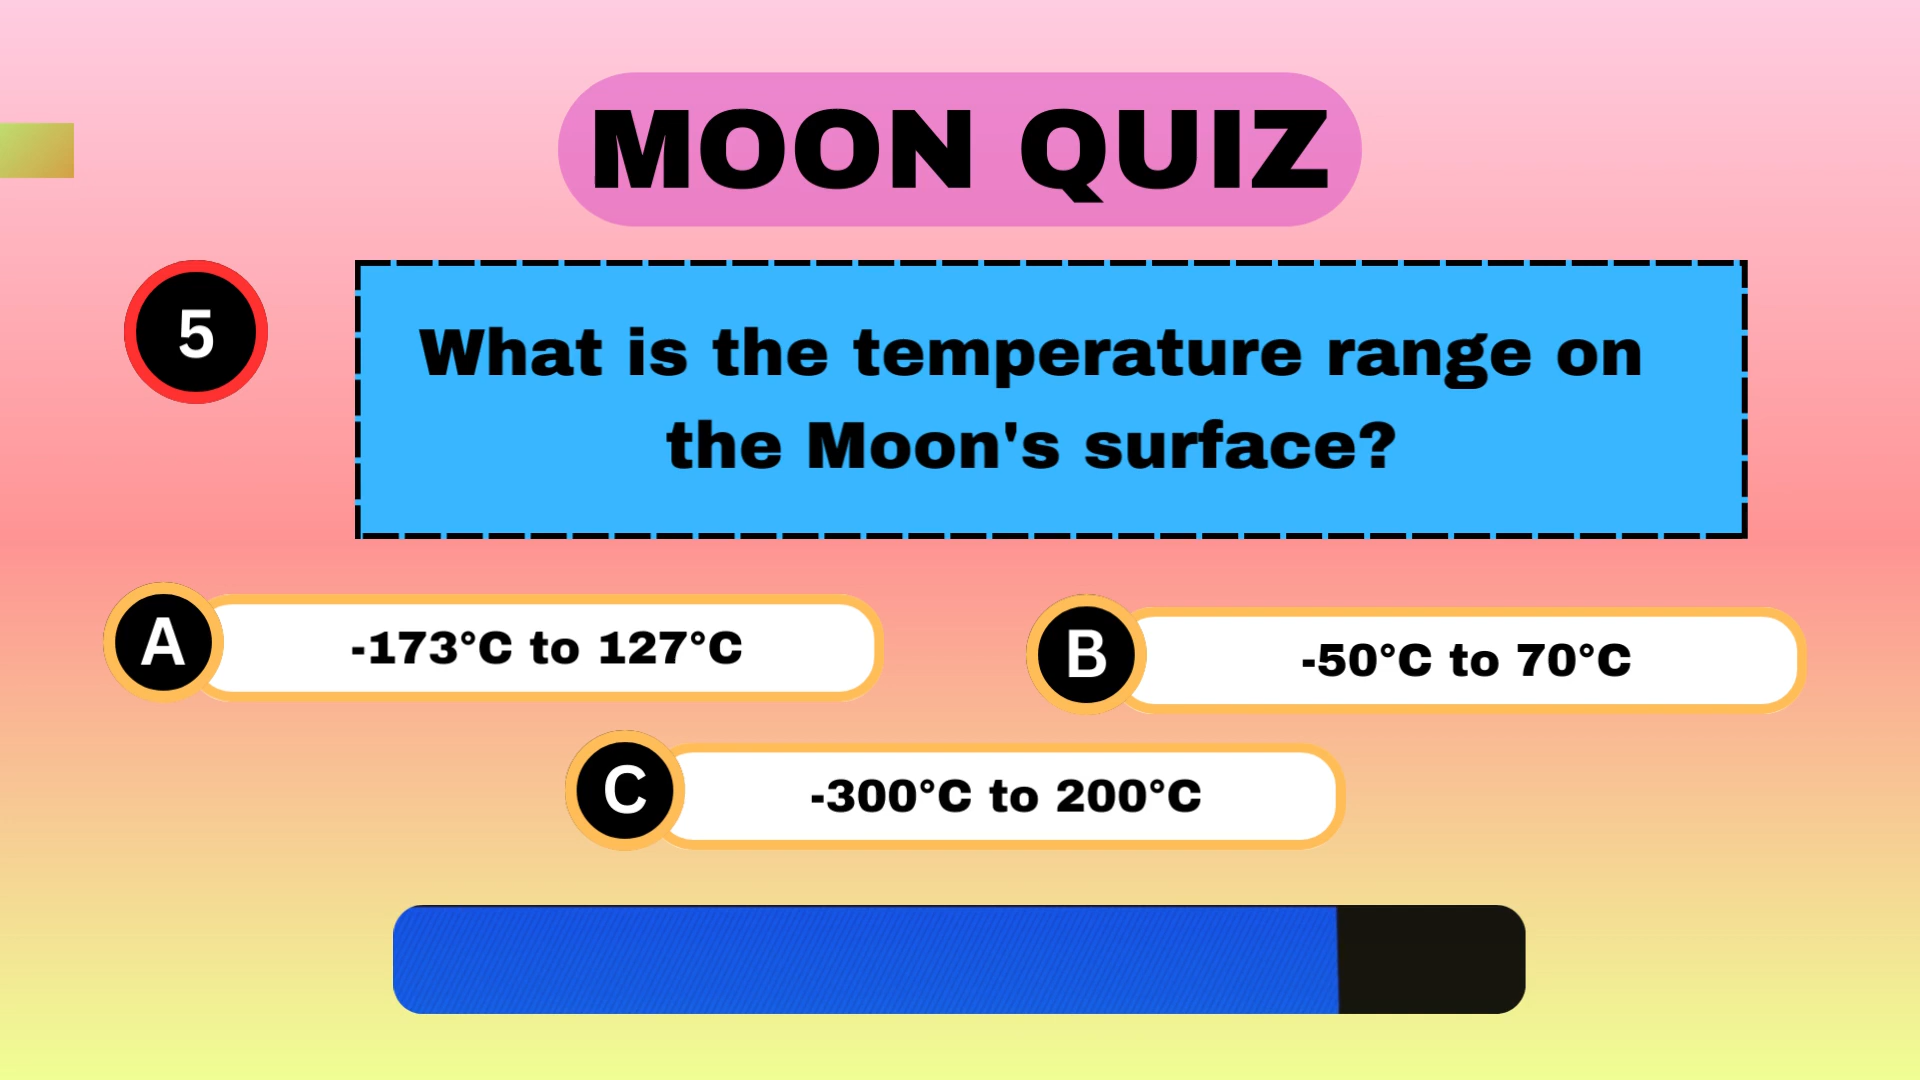 MOON QUIZ
5
What is the temperature range on
the Moon's surface?
A
-173°C to 127°C
B
-50°C to 70°C
C
-300°C to 200°C